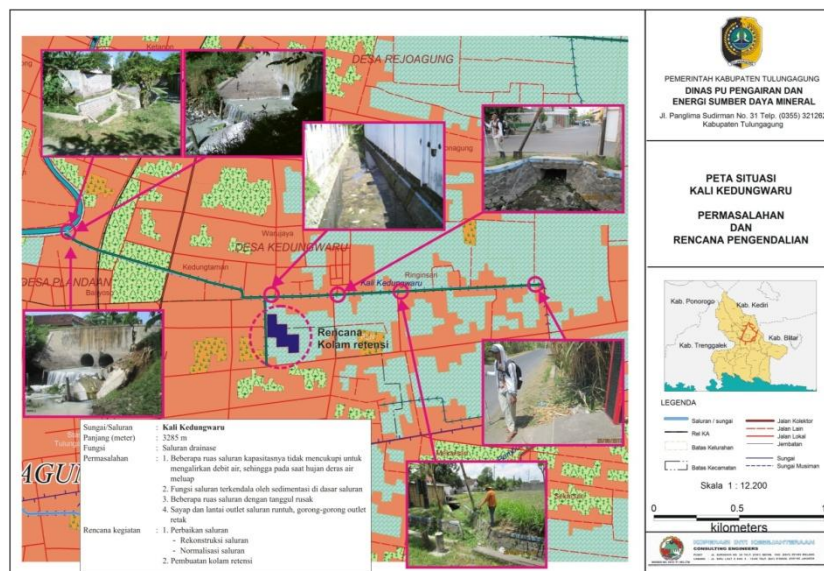 Ketanon
DESA REJOAGUNG
Warujaya
DESA KEDUNGWARU
DESA PLANDAAN
Kedungtaman
Ringinsari
Kali Kedungwaru
Rencana
Kolam retensi
Sungai/Saluran : Kali Kedungwaru
Panjang (meter) : 3285 m
Fungsi : Saluran drainase
Permasalahan : 1. Beberapa ruas saluran kapasitasnya tidak mencukupi untuk
mengalirkan debit air, sehingga pada saat hujan deras air
meluap
2. Fungsi saluran terkendala oleh sedimentasi di dasar saluran
3. Beberapa ruas saluran dengan tanggul rusak
4. Sayap dan lantai outlet saluran runtuh, gorong-gorong outlet
retak
Rencana kegiatan : 1. Perbaikan saluran
- Rekonstruksi saluran
- Normalisasi saluran
2. Pembuatan kolam retensi
PEMERINTAH KABUPATEN TULUNGAGUNG
DINAS PU PENGAIRAN DAN
ENERGI SUMBER DAYA MINERAL
Jl. Panglima Sudirman No. 31 Telp. (0355) 321262
Kabupaten Tulungagung
PETA SITUASI
KALI KEDUNGWARU
PERMASALAHAN
DAN
RENCANA PENGENDALIAN
Kab. Ponorogo
Kab. Kediri
Kab. Trenggalek
Kab. Blitar
LEGENDA
Saluran / sungai
Rel KA
Batas Kelurahan
Batas Kecamatan
Jalan Kolektor
Jalan Lain
Jalan Lokal
Jembatan
Sungai
Sungai Musiman
Skala 1 : 12.200
0 0.5 1
kilometers
CONSULTING ENGINEERS